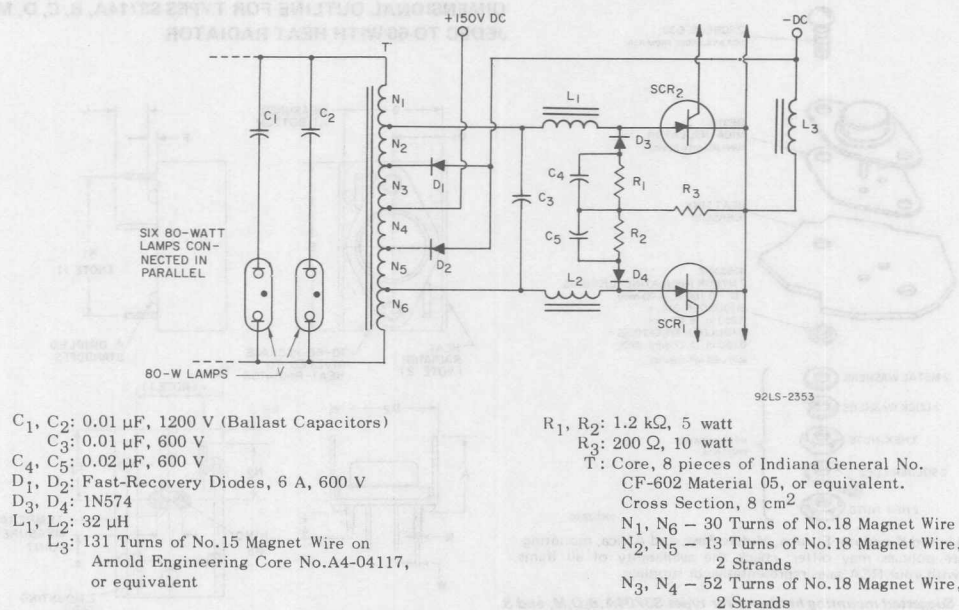 +150V DC
−DC
T
C1
C2
N1
N2
N3
N4
N5
N6
D1
D2
L1
SCR2
D3
C4
R1
C3
R3
C5
R2
D4
L2
SCR1
L3
SIX 80-WATT
LAMPS CON-
NECTED IN
PARALLEL
80-W LAMPS
92LS-2353
C1, C2: 0.01 µF, 1200 V (Ballast Capacitors)
C3: 0.01 µF, 600 V
C4, C5: 0.02 µF, 600 V
D1, D2: Fast-Recovery Diodes, 6 A, 600 V
D3, D4: 1N574
L1, L2: 32 µH
L3: 131 Turns of No.15 Magnet Wire on
Arnold Engineering Core No.A4-04117,
or equivalent
R1, R2: 1.2 kΩ, 5 watt
R3: 200 Ω, 10 watt
T: Core, 8 pieces of Indiana General No.
CF-602 Material 05, or equivalent.
Cross Section, 8 cm²
N1, N6 – 30 Turns of No.18 Magnet Wire
N2, N5 – 13 Turns of No.18 Magnet Wire,
2 Strands
N3, N4 – 52 Turns of No.18 Magnet Wire,
2 Strands